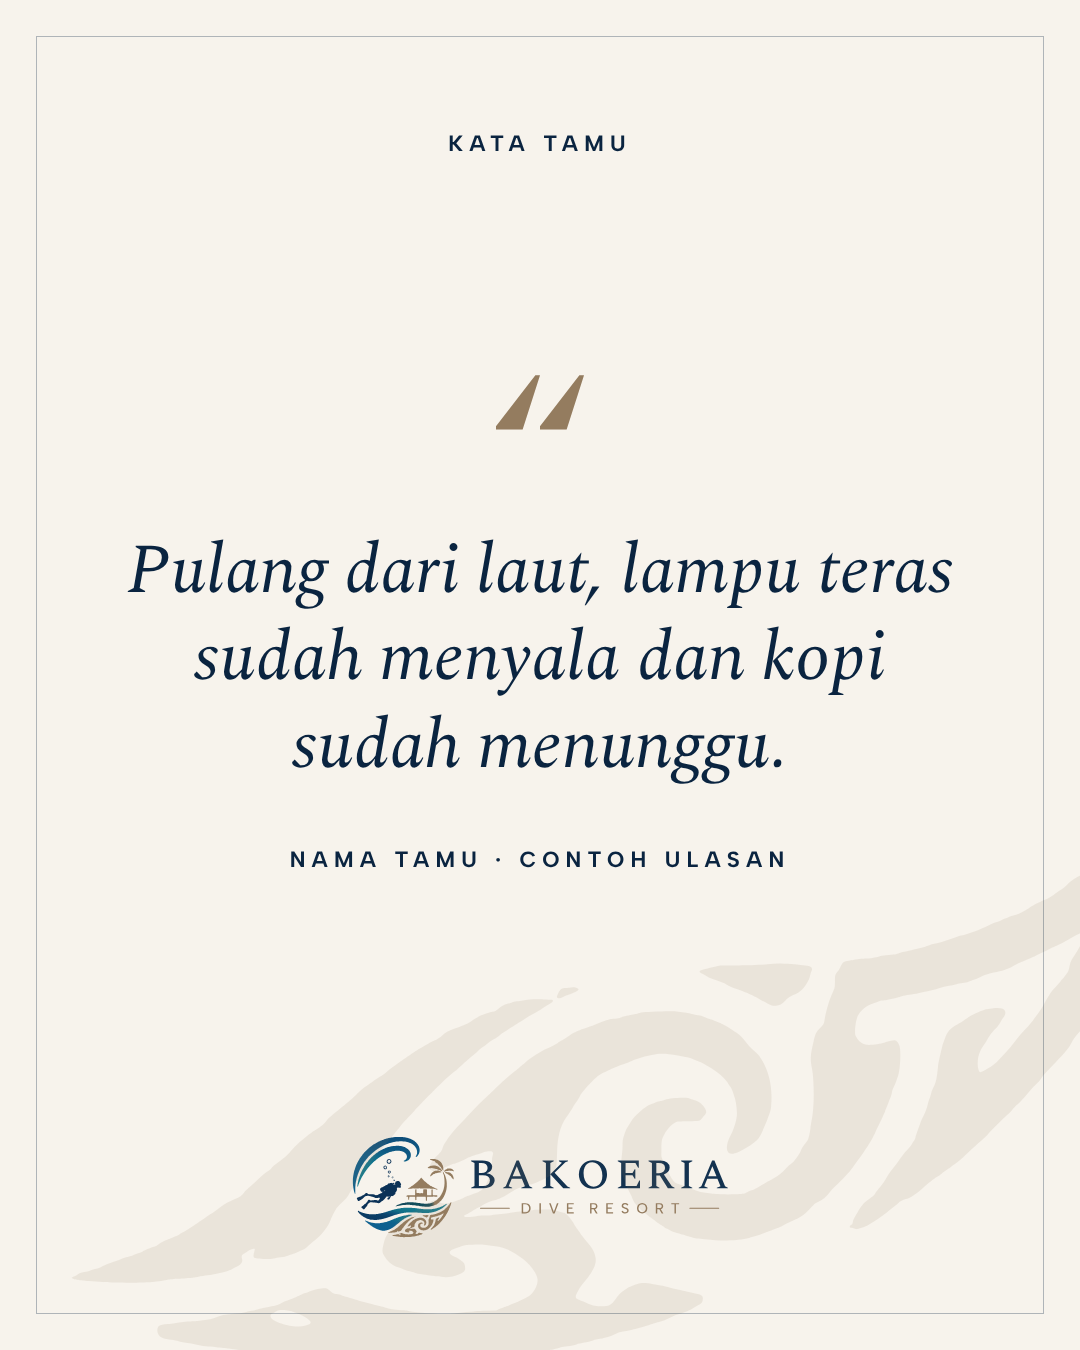 KATA TAMU
“
Pulang dari laut, lampu teras
sudah menyala dan kopi
sudah menunggu.
NAMA TAMU · CONTOH ULASAN
BAKOERIA
DIVE RESORT